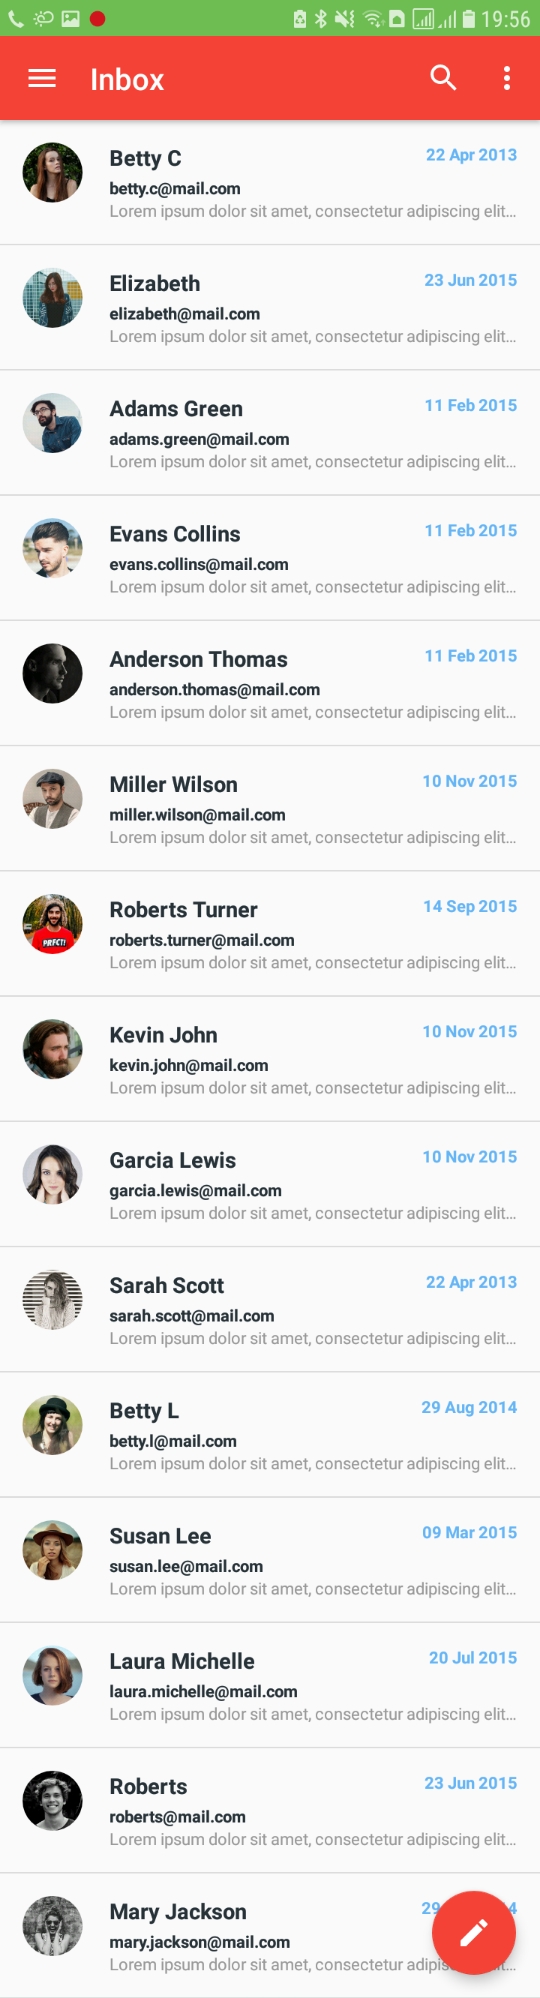 19:56
Inbox
Betty C 22 Apr 2013
betty.c@mail.com
Lorem ipsum dolor sit amet, consectetur adipiscing elit...
Elizabeth 23 Jun 2015
elizabeth@mail.com
Lorem ipsum dolor sit amet, consectetur adipiscing elit...
Adams Green 11 Feb 2015
adams.green@mail.com
Lorem ipsum dolor sit amet, consectetur adipiscing elit...
Evans Collins 11 Feb 2015
evans.collins@mail.com
Lorem ipsum dolor sit amet, consectetur adipiscing elit...
Anderson Thomas 11 Feb 2015
anderson.thomas@mail.com
Lorem ipsum dolor sit amet, consectetur adipiscing elit...
Miller Wilson 10 Nov 2015
miller.wilson@mail.com
Lorem ipsum dolor sit amet, consectetur adipiscing elit...
Roberts Turner 14 Sep 2015
PRFCT!
roberts.turner@mail.com
Lorem ipsum dolor sit amet, consectetur adipiscing elit...
Kevin John 10 Nov 2015
kevin.john@mail.com
Lorem ipsum dolor sit amet, consectetur adipiscing elit...
Garcia Lewis 10 Nov 2015
garcia.lewis@mail.com
Lorem ipsum dolor sit amet, consectetur adipiscing elit...
Sarah Scott 22 Apr 2013
sarah.scott@mail.com
Lorem ipsum dolor sit amet, consectetur adipiscing elit...
Betty L 29 Aug 2014
betty.l@mail.com
Lorem ipsum dolor sit amet, consectetur adipiscing elit...
Susan Lee 09 Mar 2015
susan.lee@mail.com
Lorem ipsum dolor sit amet, consectetur adipiscing elit...
Laura Michelle 20 Jul 2015
laura.michelle@mail.com
Lorem ipsum dolor sit amet, consectetur adipiscing elit...
Roberts 23 Jun 2015
roberts@mail.com
Lorem ipsum dolor sit amet, consectetur adipiscing elit...
Mary Jackson 29
mary.jackson@mail.com
Lorem ipsum dolor sit amet, consectetur